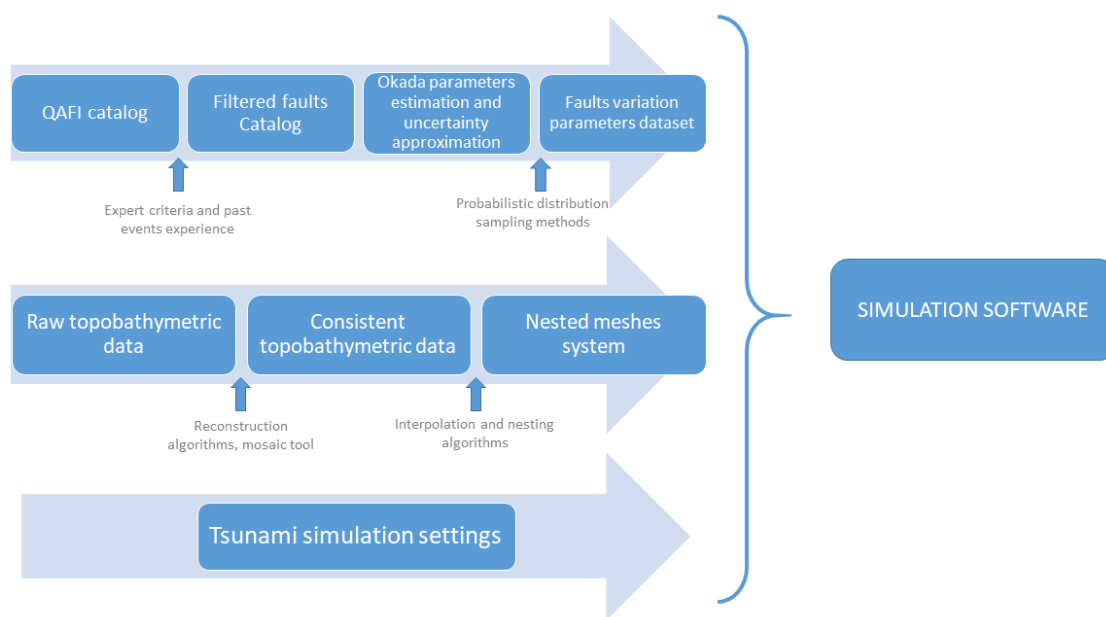 QAFI catalog
Filtered faults
Catalog
Okada parameters
estimation and
uncertainty
approximation
Faults variation
parameters dataset
Expert criteria and past
events experience
Probabilistic distribution
sampling methods
Raw topobathymetric
data
Consistent
topobathymetric data
Nested meshes
system
Reconstruction
algorithms, mosaic tool
Interpolation and nesting
algorithms
Tsunami simulation settings
SIMULATION SOFTWARE